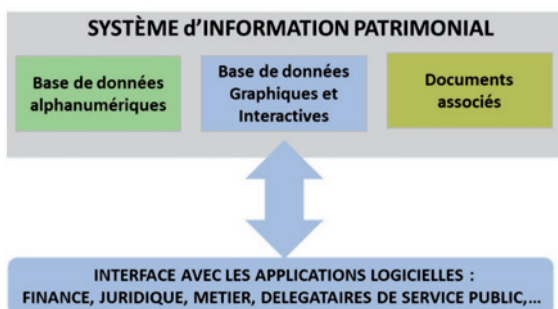 SYSTÈME d'INFORMATION PATRIMONIAL
Base de données
alphanumériques
Base de données
Graphiques et
Interactives
Documents
associés
INTERFACE AVEC LES APPLICATIONS LOGICIELLES :
FINANCE, JURIDIQUE, METIER, DELEGATAIRES DE SERVICE PUBLIC,...